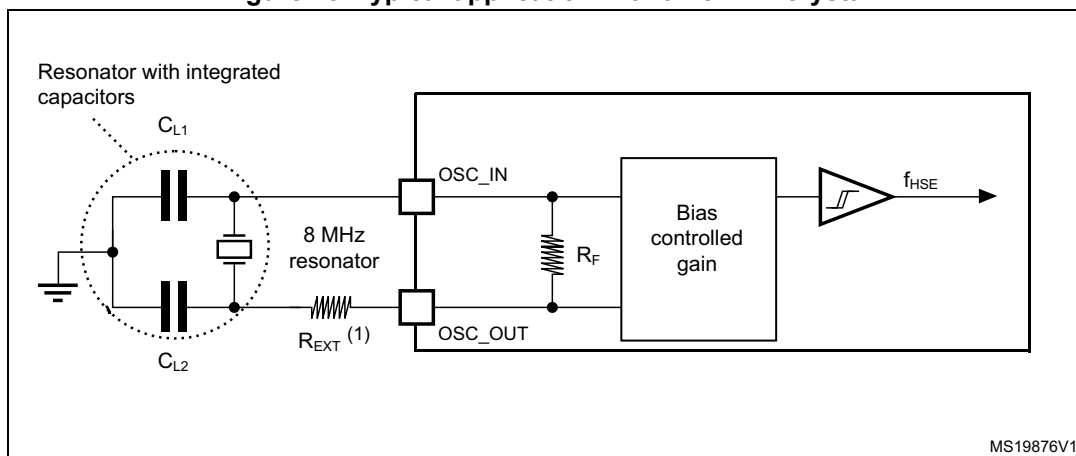 Resonator with integrated
capacitors
CL1
OSC_IN
fHSE
8 MHz
resonator
RF
Bias
controlled
gain
REXT (1)
OSC_OUT
CL2
MS19876V1